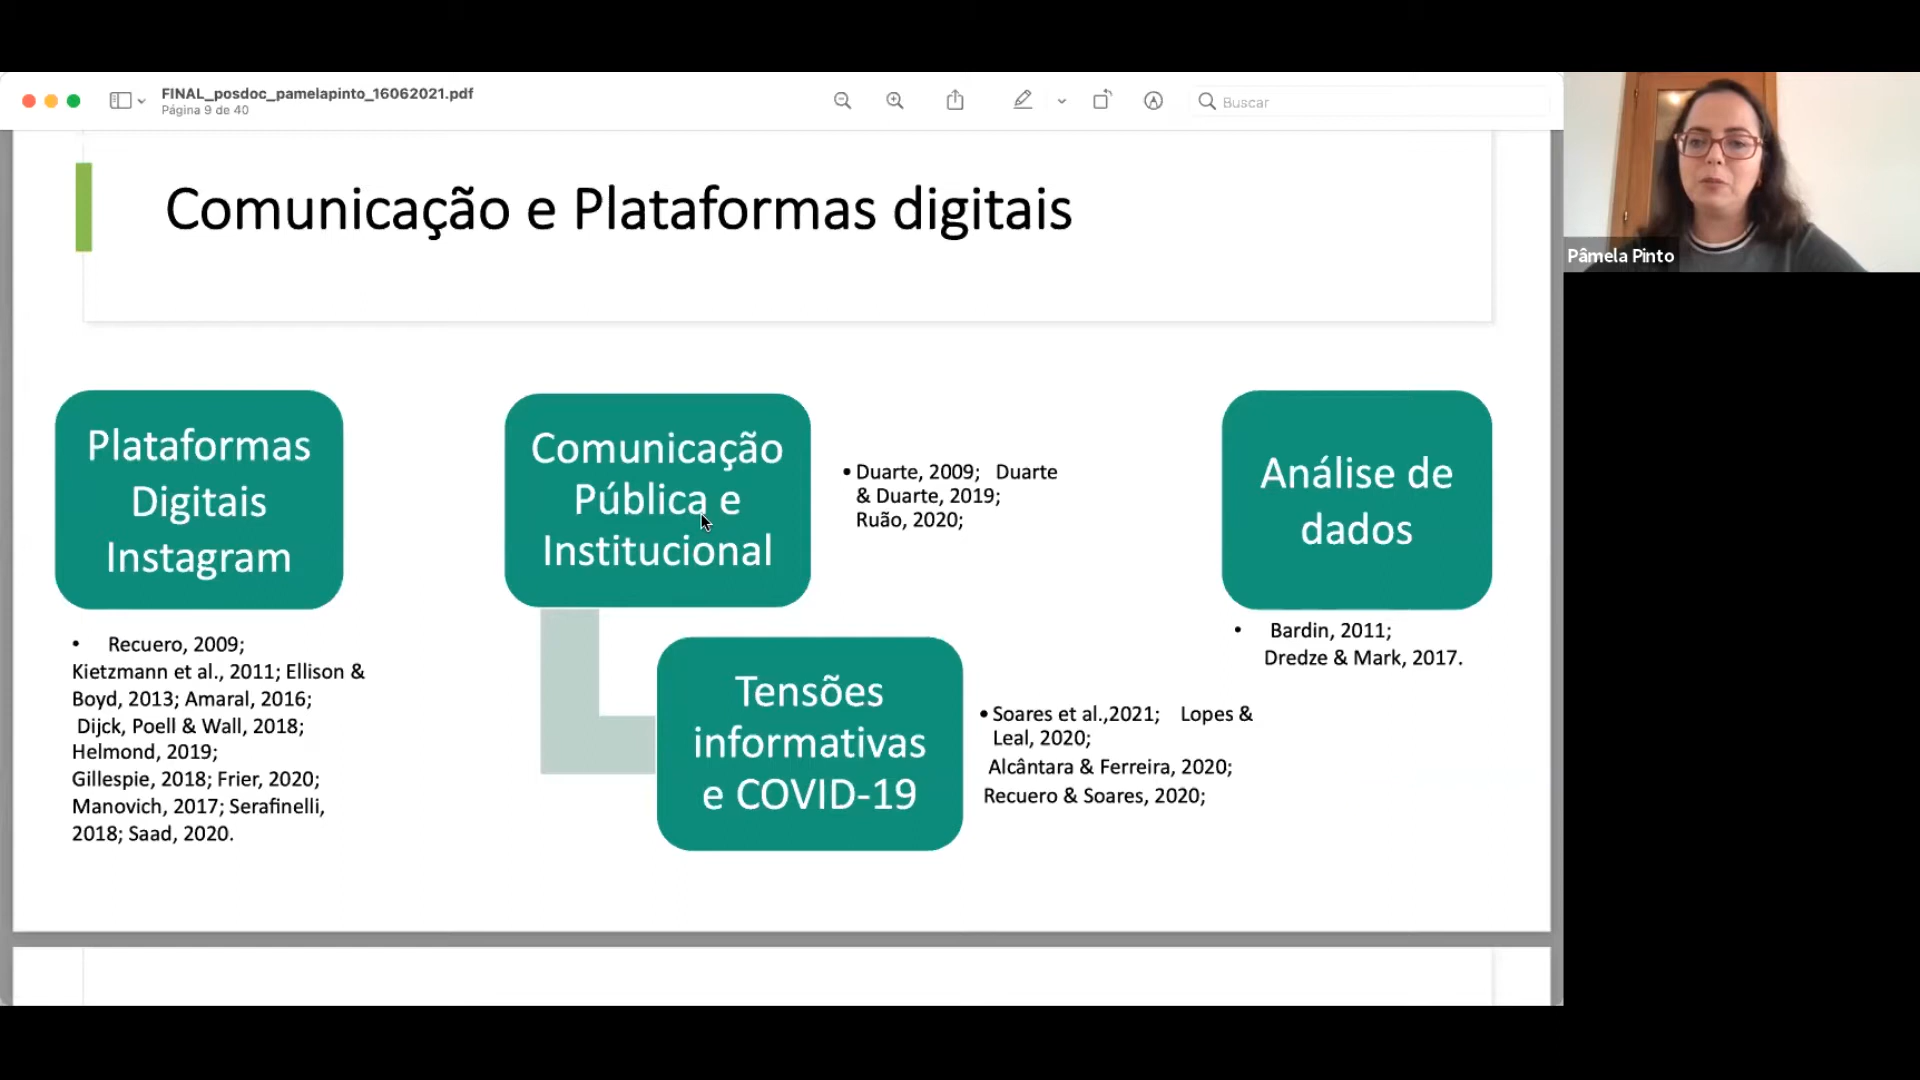 FINAL_posdoc_pamelapinto_16062021.pdf
Página 9 de 40
Buscar
Pâmela Pinto
Comunicação e Plataformas digitais
Plataformas
Digitais
Instagram
• Recuero, 2009;
Kietzmann et al., 2011; Ellison &
Boyd, 2013; Amaral, 2016;
Dijck, Poell & Wall, 2018;
Helmond, 2019;
Gillespie, 2018; Frier, 2020;
Manovich, 2017; Serafinelli,
2018; Saad, 2020.
Comunicação
Pública e
Institucional
• Duarte, 2009; Duarte
& Duarte, 2019;
Ruão, 2020;
Tensões
informativas
e COVID-19
• Soares et al.,2021; Lopes &
Leal, 2020;
Alcântara & Ferreira, 2020;
Recuero & Soares, 2020;
Análise de
dados
• Bardin, 2011;
Dredze & Mark, 2017.